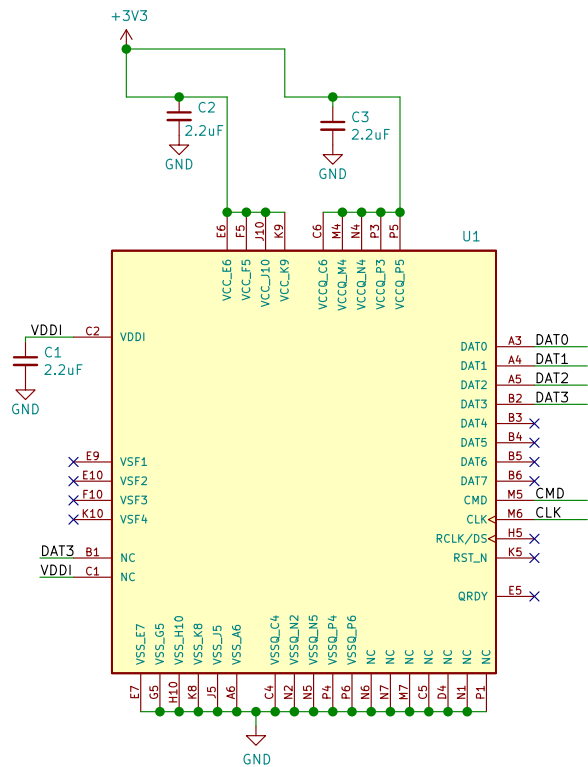 +3V3
C2
2.2uF
GND
C3
2.2uF
GND
E6
F5
J10
K9
C6
M4
N4
P3
P5
U1
VCC_E6
VCC_F5
VCC_J10
VCC_K9
VCCQ_C6
VCCQ_M4
VCCQ_N4
VCCQ_P3
VCCQ_P5
VDDI
C2
VDDI
C1
2.2uF
GND
DAT0
A3
DAT0
DAT1
A4
DAT1
DAT2
A5
DAT2
DAT3
B2
DAT3
DAT4
B3
DAT5
B4
DAT6
B5
DAT7
B6
E9
VSF1
E10
VSF2
F10
VSF3
K10
VSF4
CMD
M5
CMD
CLK
M6
CLK
RCLK/DS
H5
RST_N
K5
DAT3
B1
NC
VDDI
C1
NC
QRDY
E5
VSS_E7
VSS_G5
VSS_H10
VSS_K8
VSS_J5
VSS_A6
VSSQ_C4
VSSQ_N2
VSSQ_N5
VSSQ_P4
VSSQ_P6
NC
NC
NC
NC
NC
NC
NC
E7
G5
H10
K8
J5
A6
C4
N2
N5
P4
P6
N6
N7
M7
C5
D4
N1
P1
GND